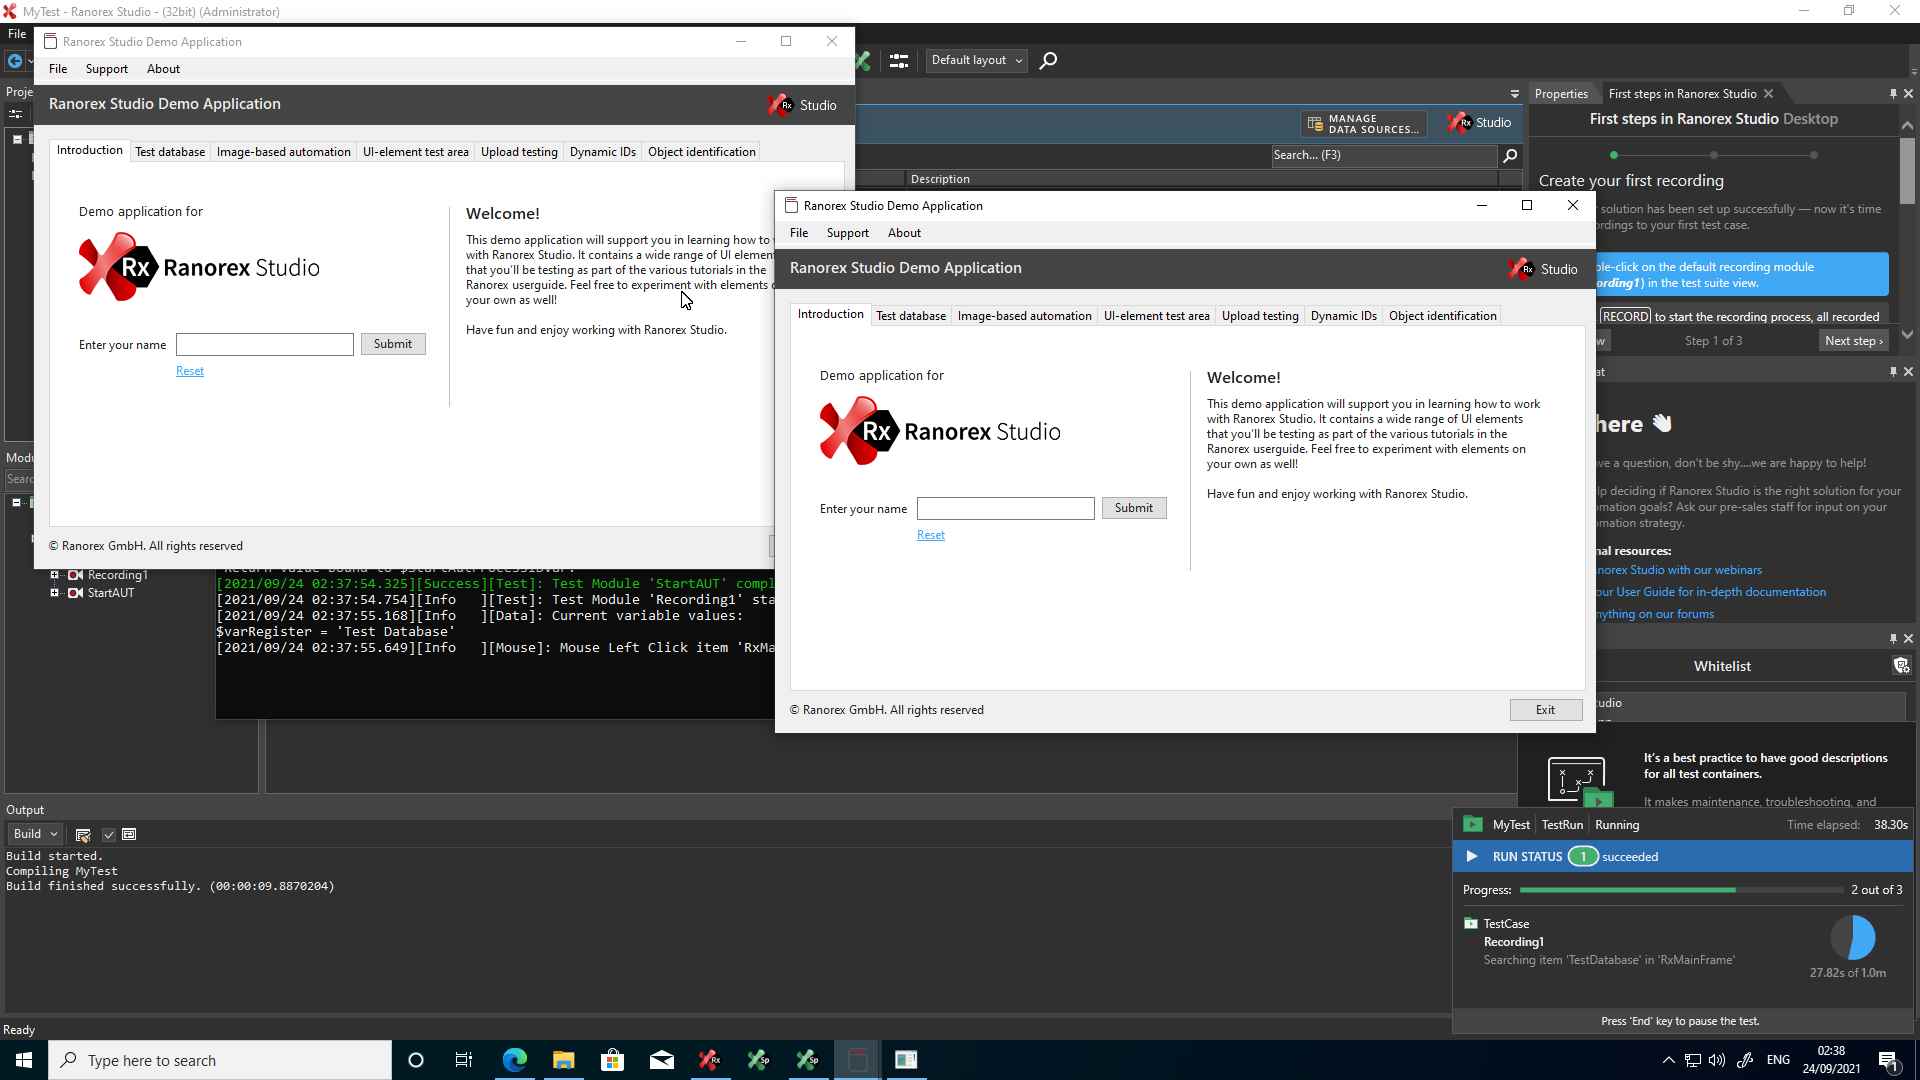 MyTest - Ranorex Studio - (32bit) (Administrator)
File
Ranorex Studio Demo Application
File Support About
Ranorex Studio Demo Application
Rx Studio
Introduction Test database Image-based automation UI-element test area Upload testing Dynamic IDs Object identification
Demo application for
Rx Ranorex Studio
Enter your name
Submit
Reset
Welcome!
This demo application will support you in learning how to
with Ranorex Studio. It contains a wide range of UI elemen
that you'll be testing as part of the various tutorials in the
Ranorex userguide. Feel free to experiment with elements
your own as well!
Have fun and enjoy working with Ranorex Studio.
© Ranorex GmbH. All rights reserved
Default layout
MANAGE
DATA SOURCES...
Rx Studio
Search... (F3)
Description
Ranorex Studio Demo Application
File Support About
Ranorex Studio Demo Application
Rx Studio
Introduction Test database Image-based automation UI-element test area Upload testing Dynamic IDs Object identification
Demo application for
Rx Ranorex Studio
Enter your name
Submit
Reset
Welcome!
This demo application will support you in learning how to work
with Ranorex Studio. It contains a wide range of UI elements
that you'll be testing as part of the various tutorials in the
Ranorex userguide. Feel free to experiment with elements on
your own as well!
Have fun and enjoy working with Ranorex Studio.
© Ranorex GmbH. All rights reserved
Exit
Properties First steps in Ranorex Studio
First steps in Ranorex Studio Desktop
Create your first recording
solution has been set up successfully — now it's time
ordings to your first test case.
ble-click on the default recording module
ording1) in the test suite view.
RECORD to start the recording process, all recorded
Step 1 of 3
Next step ›
at
here
ve a question, don't be shy....we are happy to help!
lp deciding if Ranorex Studio is the right solution for your
omation goals? Ask our pre-sales staff for input on your
omation strategy.
nal resources:
norex Studio with our webinars
our User Guide for in-depth documentation
nything on our forums
Whitelist
udio
It's a best practice to have good descriptions
for all test containers.
It makes maintenance, troubleshooting, and
Proje
Modu
Searc
Recording1
StartAUT
[2021/09/24 02:37:54.325][Success][Test]: Test Module 'StartAUT' compl
[2021/09/24 02:37:54.754][Info ][Test]: Test Module 'Recording1' sta
[2021/09/24 02:37:55.168][Info ][Data]: Current variable values:
$varRegister = 'Test Database'
[2021/09/24 02:37:55.649][Info ][Mouse]: Mouse Left Click item 'RxMa
Output
Build
Build started.
Compiling MyTest
Build finished successfully. (00:00:09.8870204)
Ready
MyTest TestRun Running
Time elapsed: 38.30s
RUN STATUS 1 succeeded
Progress: 2 out of 3
TestCase
Recording1
Searching item 'TestDatabase' in 'RxMainFrame'
27.82s of 1.0m
Press 'End' key to pause the test.
Type here to search
Rx
Sp
Sp
ENG
02:38
24/09/2021
1